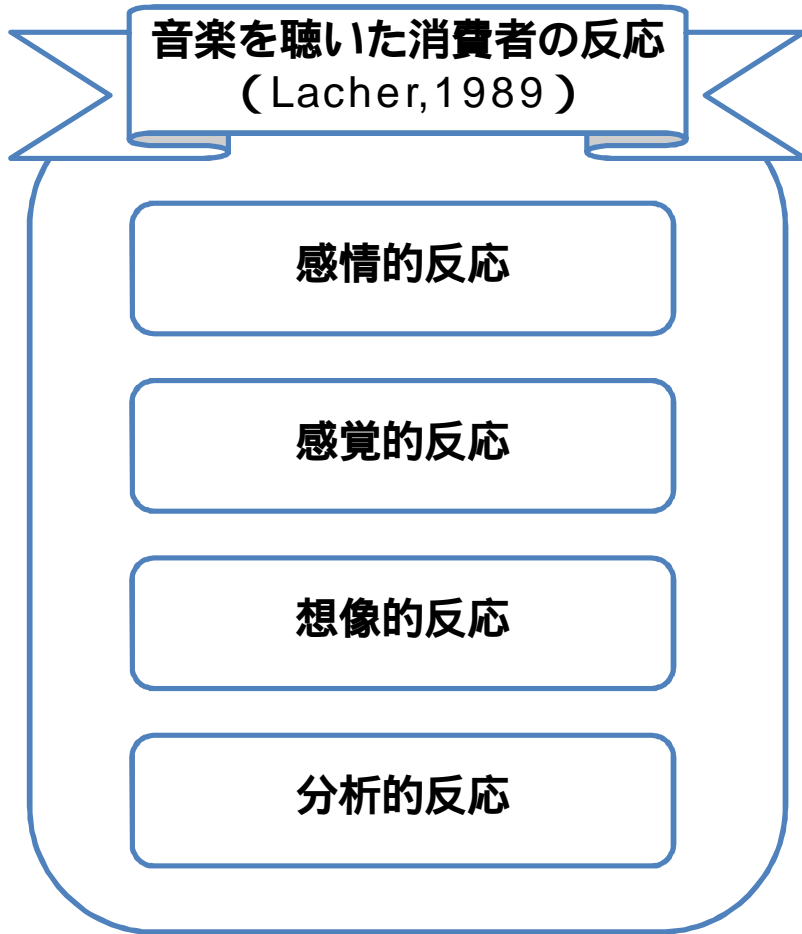 音楽を聴いた消費者の反応
（Lacher,1989）
感情的反応
感覚的反応
想像的反応
分析的反応